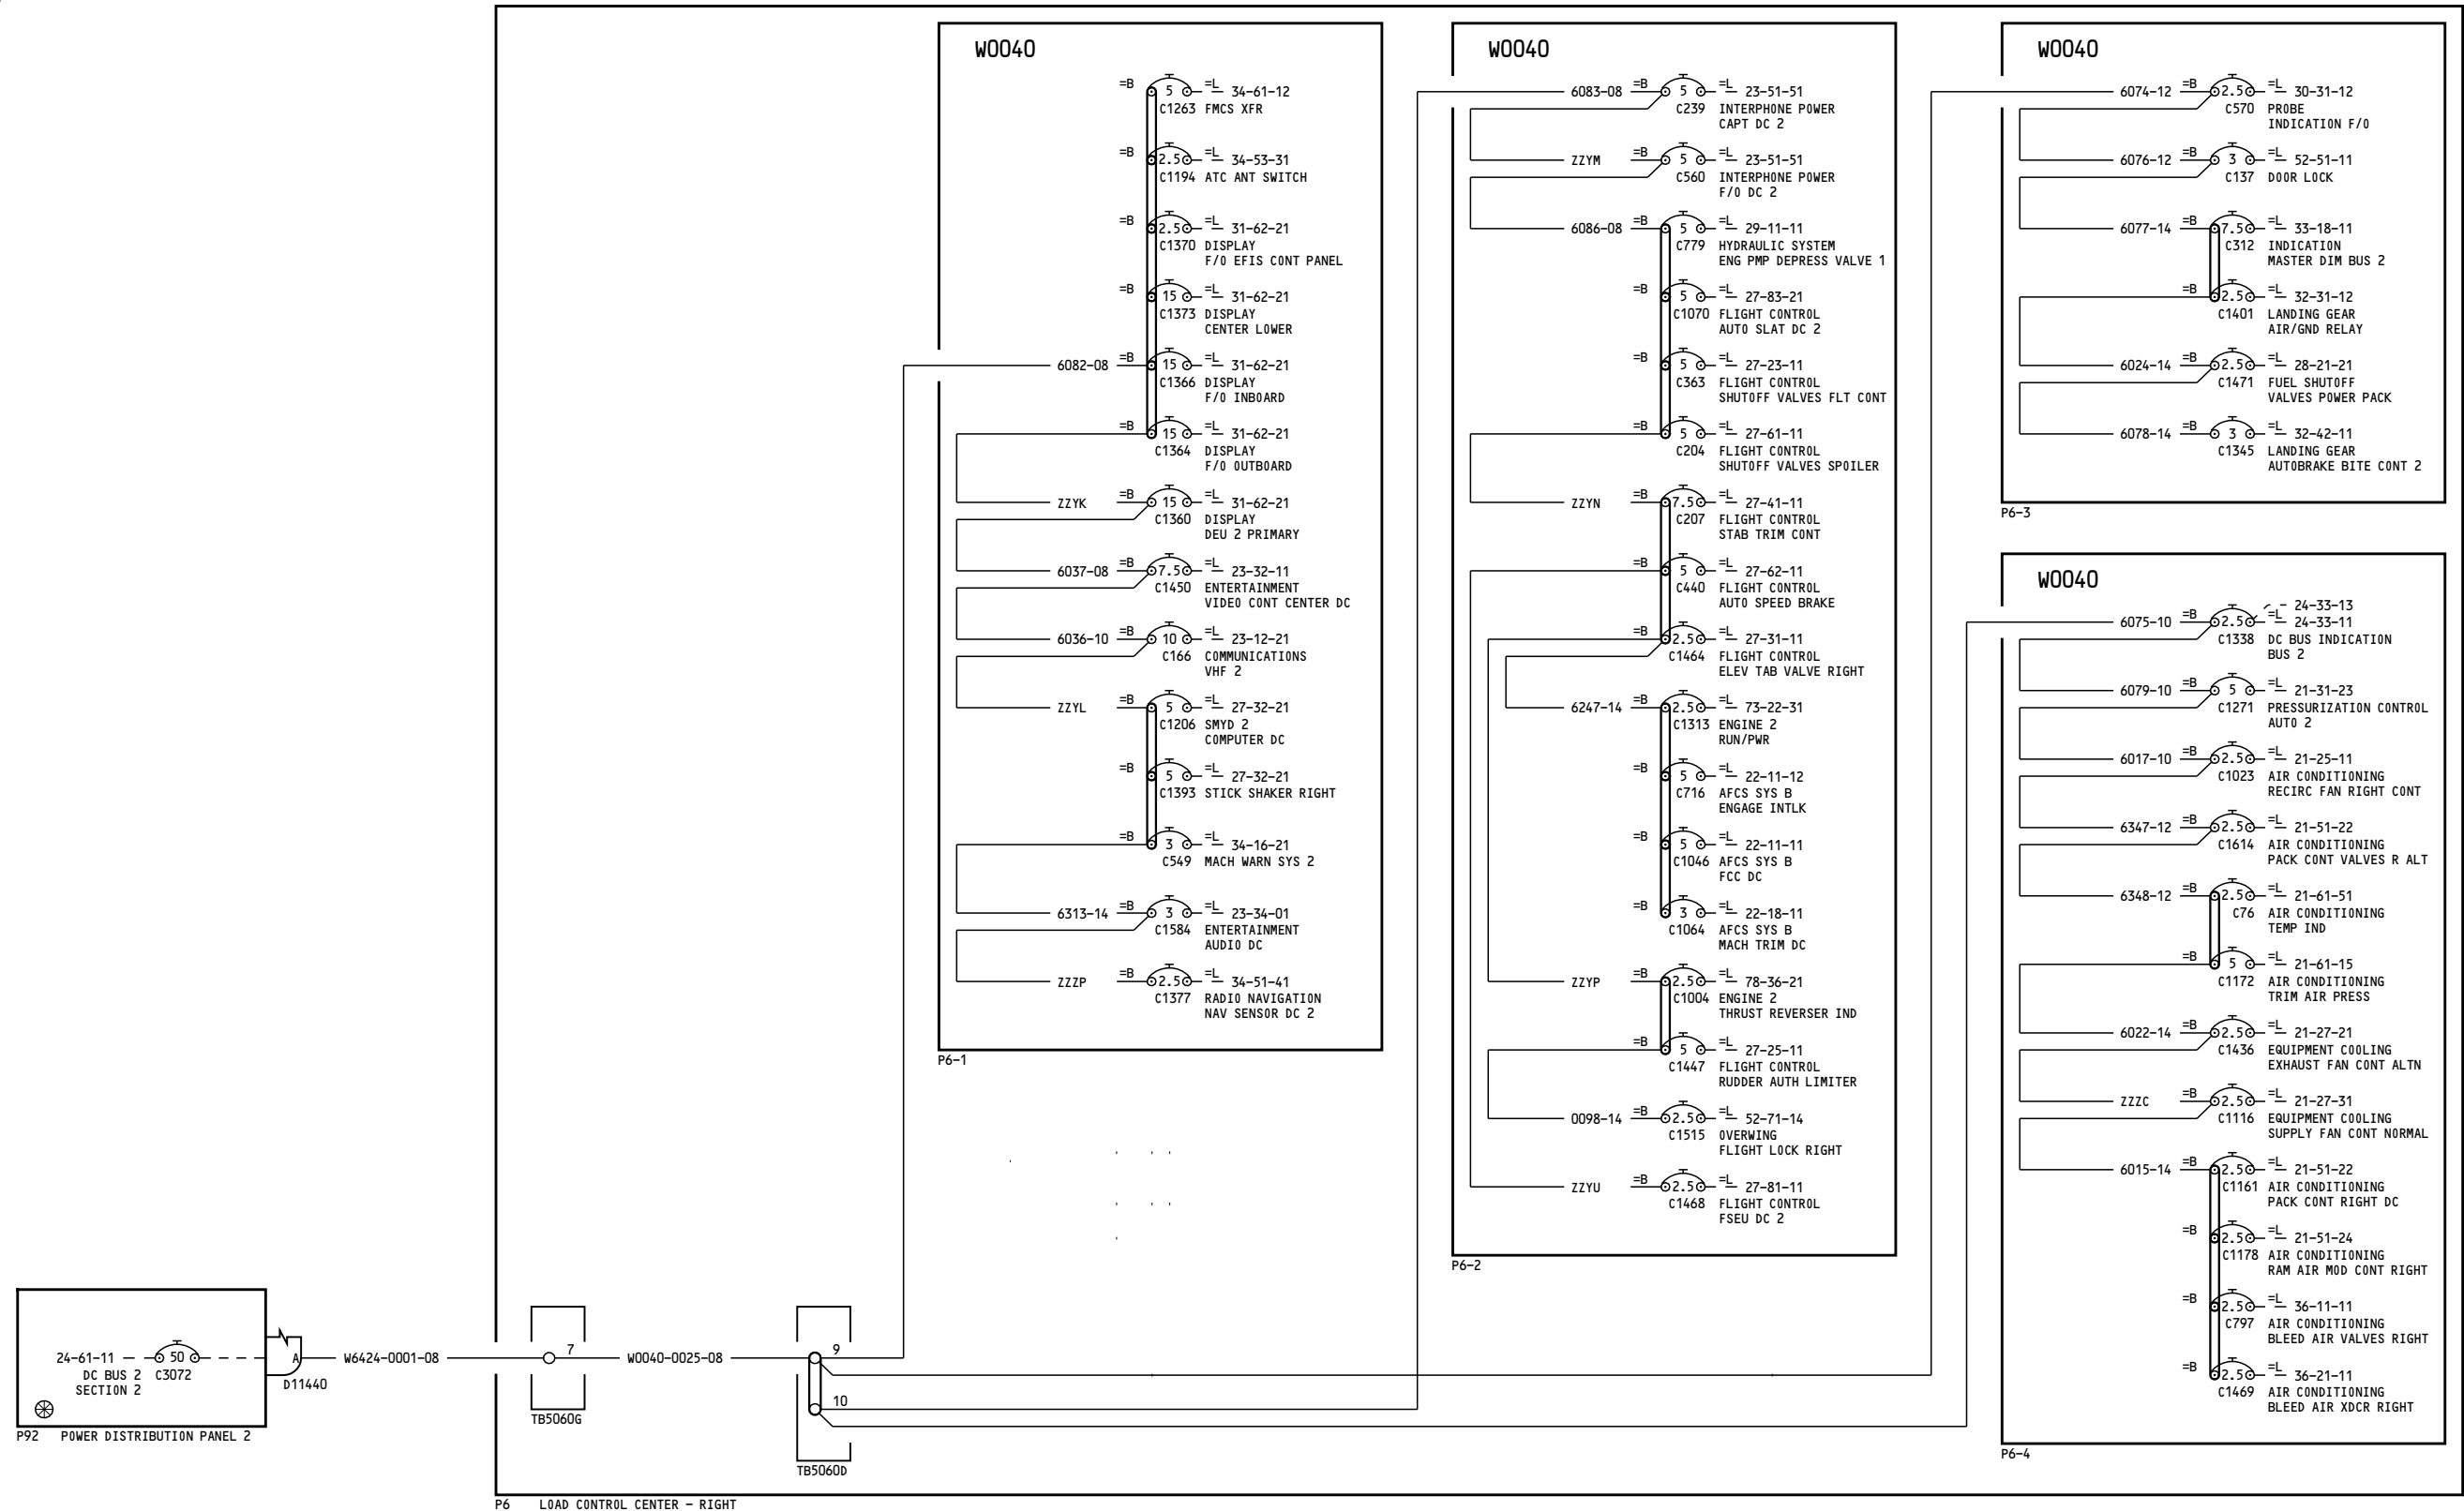 W0040
=B 5 =L 34-61-12
C1263 FMCS XFR
=B 2.5 =L 34-53-31
C1194 ATC ANT SWITCH
=B 2.5 =L 31-62-21
C1370 DISPLAY
F/O EFIS CONT PANEL
=B 15 =L 31-62-21
C1373 DISPLAY
CENTER LOWER
6082-08 =B 15 =L 31-62-21
C1366 DISPLAY
F/O INBOARD
=B 15 =L 31-62-21
C1364 DISPLAY
F/O OUTBOARD
ZZYK =B 15 =L 31-62-21
C1360 DISPLAY
DEU 2 PRIMARY
6037-08 =B 7.5 =L 23-32-11
C1450 ENTERTAINMENT
VIDEO CONT CENTER DC
6036-10 =B 10 =L 23-12-21
C166 COMMUNICATIONS
VHF 2
ZZYL =B 5 =L 27-32-21
C1206 SMYD 2
COMPUTER DC
=B 5 =L 27-32-21
C1393 STICK SHAKER RIGHT
=B 3 =L 34-16-21
C549 MACH WARN SYS 2
6313-14 =B 3 =L 23-34-01
C1584 ENTERTAINMENT
AUDIO DC
ZZZP =B 2.5 =L 34-51-41
C1377 RADIO NAVIGATION
NAV SENSOR DC 2
P6-1
W0040
6083-08 =B 5 =L 23-51-51
C239 INTERPHONE POWER
CAPT DC 2
ZZYM =B 5 =L 23-51-51
C560 INTERPHONE POWER
F/O DC 2
6086-08 =B 5 =L 29-11-11
C779 HYDRAULIC SYSTEM
ENG PMP DEPRESS VALVE 1
=B 5 =L 27-83-21
C1070 FLIGHT CONTROL
AUTO SLAT DC 2
=B 5 =L 27-23-11
C363 FLIGHT CONTROL
SHUTOFF VALVES FLT CONT
=B 5 =L 27-61-11
C204 FLIGHT CONTROL
SHUTOFF VALVES SPOILER
ZZYN =B 7.5 =L 27-41-11
C207 FLIGHT CONTROL
STAB TRIM CONT
=B 5 =L 27-62-11
C440 FLIGHT CONTROL
AUTO SPEED BRAKE
=B 2.5 =L 27-31-11
C1464 FLIGHT CONTROL
ELEV TAB VALVE RIGHT
6247-14 =B 2.5 =L 73-22-31
C1313 ENGINE 2
RUN/PWR
=B 5 =L 22-11-12
C716 AFCS SYS B
ENGAGE INTLK
=B 5 =L 22-11-11
C1046 AFCS SYS B
FCC DC
=B 3 =L 22-18-11
C1064 AFCS SYS B
MACH TRIM DC
ZZYP =B 2.5 =L 78-36-21
C1004 ENGINE 2
THRUST REVERSER IND
=B 5 =L 27-25-11
C1447 FLIGHT CONTROL
RUDDER AUTH LIMITER
0098-14 =B 2.5 =L 52-71-14
C1515 OVERWING
FLIGHT LOCK RIGHT
ZZYU =B 2.5 =L 27-81-11
C1468 FLIGHT CONTROL
FSEU DC 2
P6-2
W0040
6074-12 =B 2.5 =L 30-31-12
C570 PROBE
INDICATION F/O
6076-12 =B 3 =L 52-51-11
C137 DOOR LOCK
6077-14 =B 7.5 =L 33-18-11
C312 INDICATION
MASTER DIM BUS 2
=B 2.5 =L 32-31-12
C1401 LANDING GEAR
AIR/GND RELAY
6024-14 =B 2.5 =L 28-21-21
C1471 FUEL SHUTOFF
VALVES POWER PACK
6078-14 =B 3 =L 32-42-11
C1345 LANDING GEAR
AUTOBRAKE BITE CONT 2
P6-3
W0040
24-33-13
6075-10 =B 2.5 =L 24-33-11
C1338 DC BUS INDICATION
BUS 2
6079-10 =B 5 =L 21-31-23
C1271 PRESSURIZATION CONTROL
AUTO 2
6017-10 =B 2.5 =L 21-25-11
C1023 AIR CONDITIONING
RECIRC FAN RIGHT CONT
6347-12 =B 2.5 =L 21-51-22
C1614 AIR CONDITIONING
PACK CONT VALVES R ALT
6348-12 =B 2.5 =L 21-61-51
C76 AIR CONDITIONING
TEMP IND
=B 5 =L 21-61-15
C1172 AIR CONDITIONING
TRIM AIR PRESS
6022-14 =B 2.5 =L 21-27-21
C1436 EQUIPMENT COOLING
EXHAUST FAN CONT ALTN
ZZZC =B 2.5 =L 21-27-31
C1116 EQUIPMENT COOLING
SUPPLY FAN CONT NORMAL
6015-14 =B 2.5 =L 21-51-22
C1161 AIR CONDITIONING
PACK CONT RIGHT DC
=B 2.5 =L 21-51-24
C1178 AIR CONDITIONING
RAM AIR MOD CONT RIGHT
=B 2.5 =L 36-11-11
C797 AIR CONDITIONING
BLEED AIR VALVES RIGHT
=B 2.5 =L 36-21-11
C1469 AIR CONDITIONING
BLEED AIR XDCR RIGHT
P6-4
24-61-11 50 A W6424-0001-08 7 W0040-0025-08 9
DC BUS 2 C3072
SECTION 2
D11440
10
TB5060G
P92 POWER DISTRIBUTION PANEL 2
TB5060D
P6 LOAD CONTROL CENTER - RIGHT